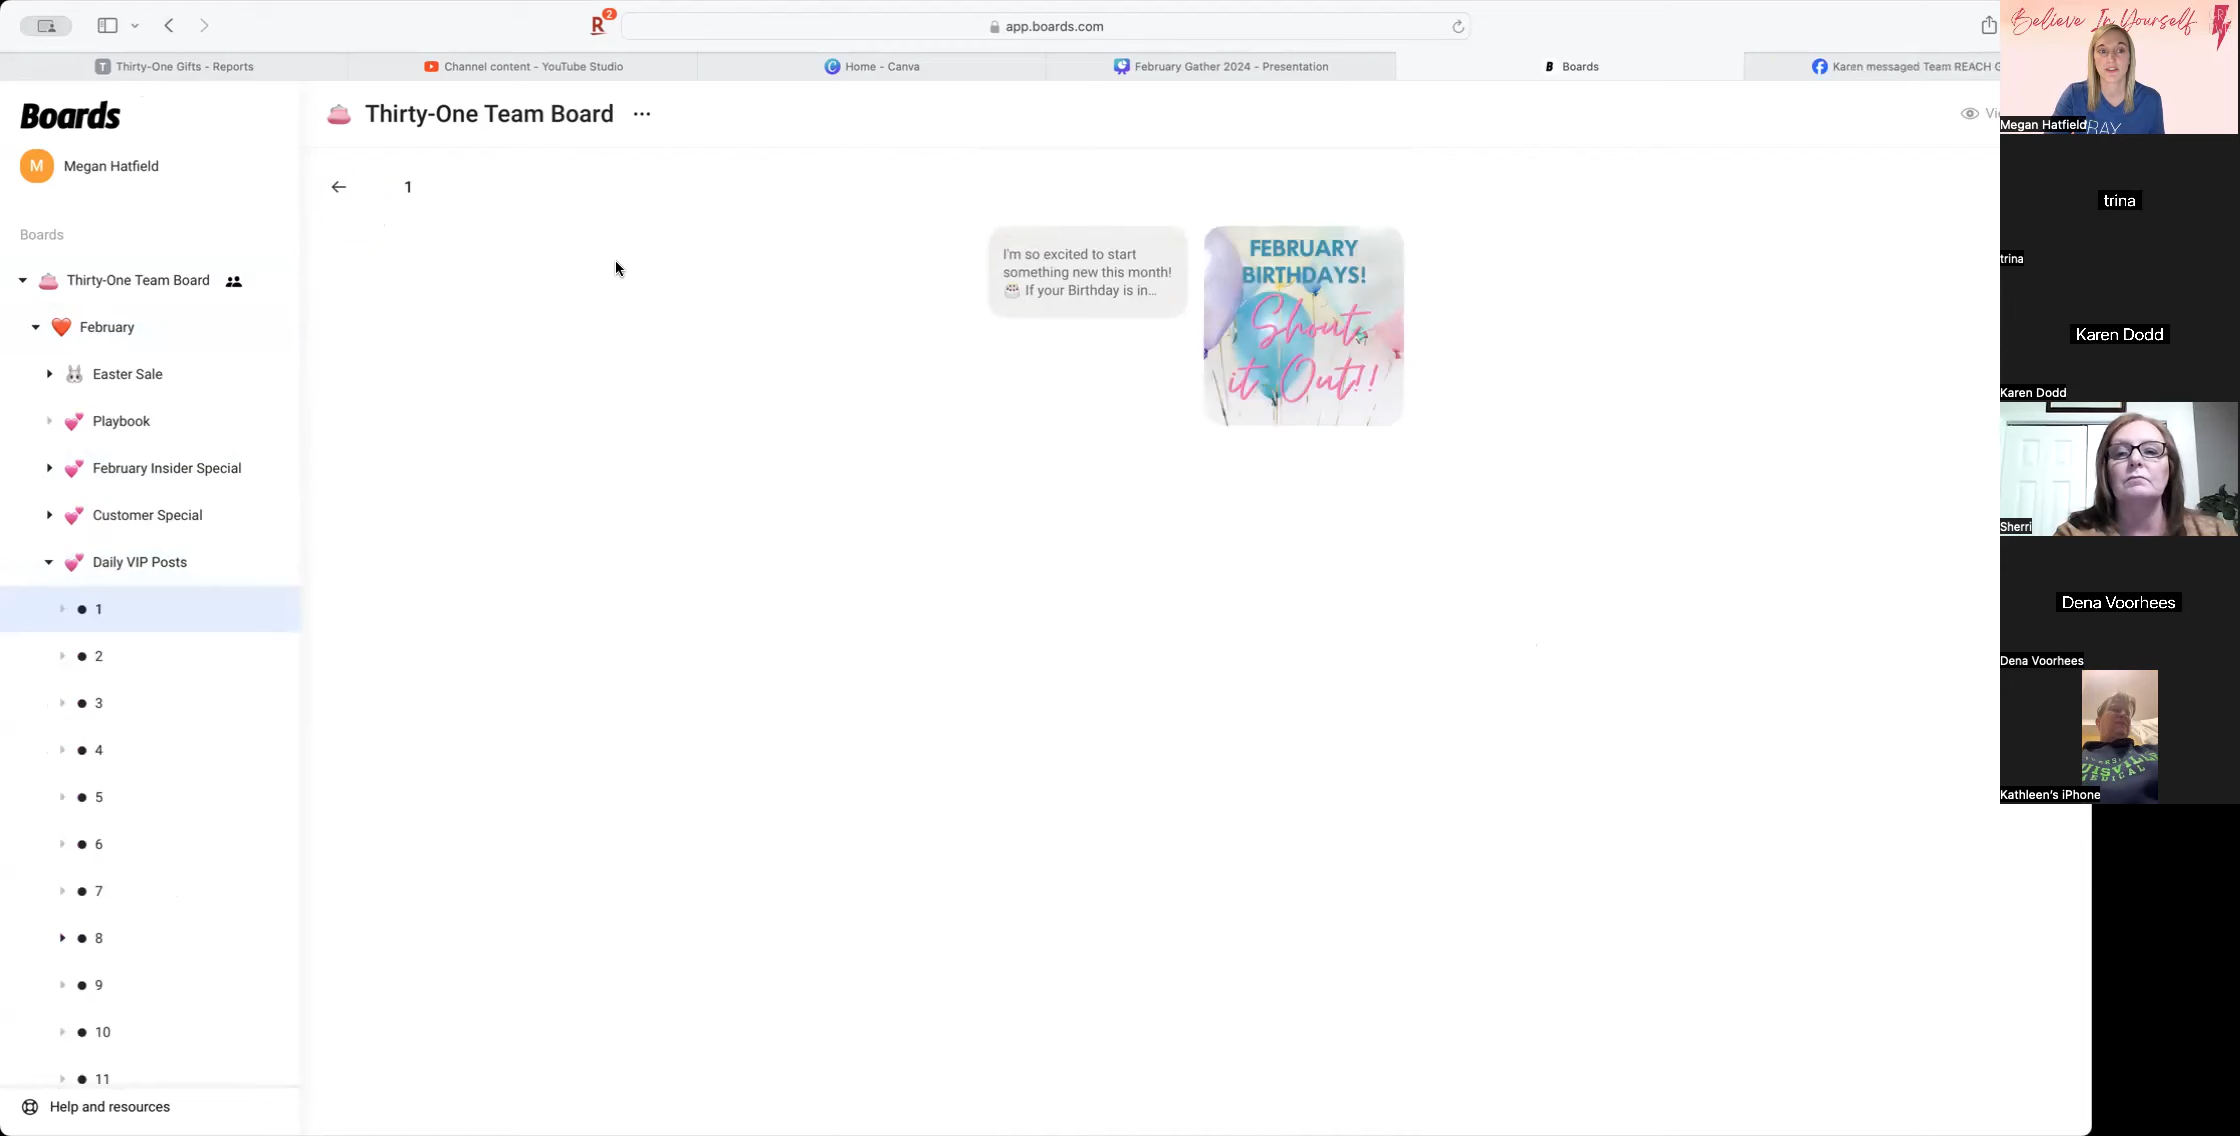 R 2
app.boards.com
T Thirty-One Gifts - Reports
Channel content - YouTube Studio
Home - Canva
February Gather 2024 - Presentation
B Boards
Karen messaged Team REACH G
Boards
M Megan Hatfield
Boards
Thirty-One Team Board
February
Easter Sale
Playbook
February Insider Special
Customer Special
Daily VIP Posts
1
2
3
4
5
6
7
8
9
10
11
Help and resources
Thirty-One Team Board ...
Vi
1
I'm so excited to start
something new this month!
If your Birthday is in...
FEBRUARY
BIRTHDAYS!
Shout
it Out!!
Believe In Yourself
Megan Hatfield
trina
trina
Karen Dodd
Karen Dodd
Sherri
Dena Voorhees
Dena Voorhees
Kathleen's iPhone